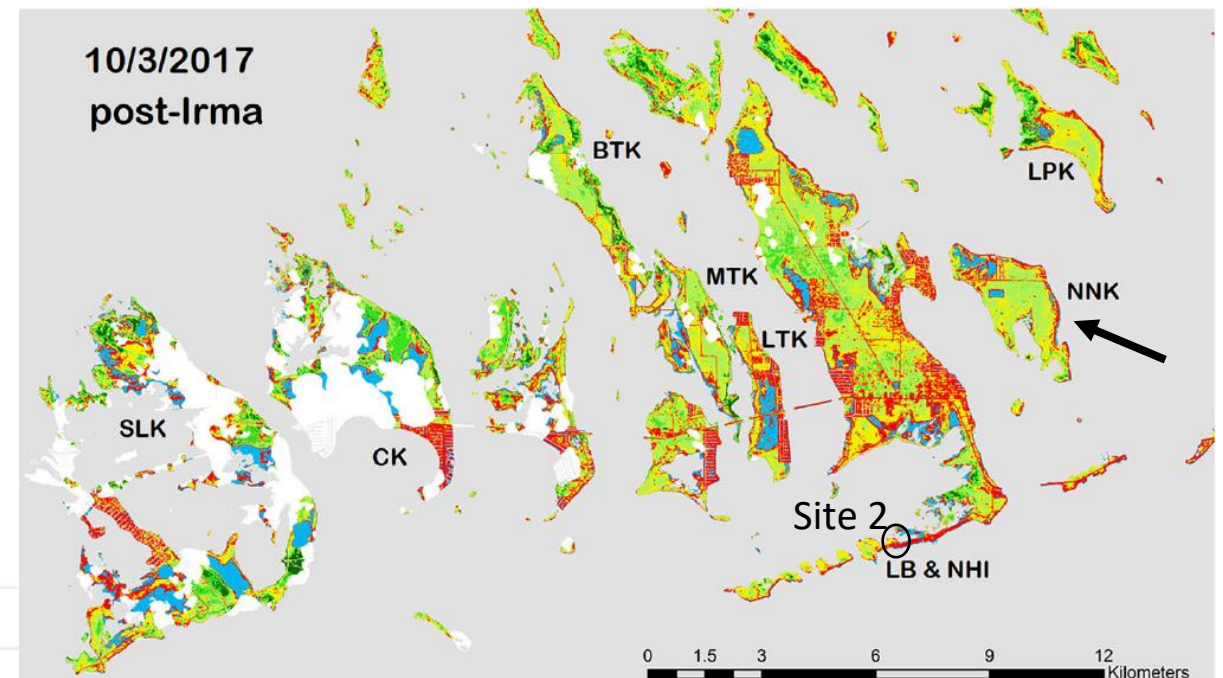 10/3/2017
post-Irma
BTK
LPK
MTK
NNK
LTK
SLK
CK
Site 2
LB & NHI
0 1.5 3 6 9 12
Kilometers